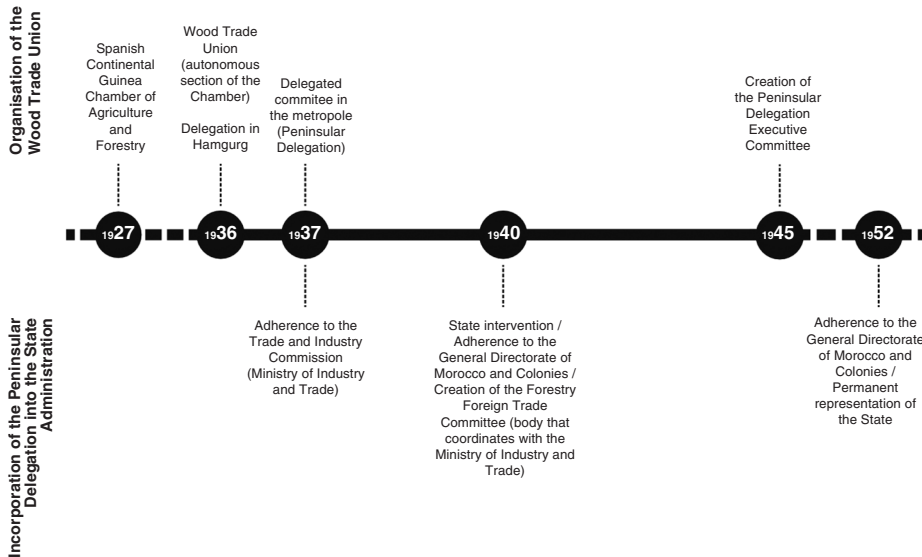 Organisation of the
Wood Trade Union
Spanish
Continental
Guinea
Chamber of
Agriculture
and
Forestry
Wood Trade
Union
(autonomous
section of the
Chamber)
Delegation in
Hamgurg
Delegated
commitee in
the metropole
(Peninsular
Delegation)
Creation of
the Peninsular
Delegation
Executive
Committee
1927
1936
1937
1940
1945
1952
Incorporation of the Peninsular
Delegation into the State
Administration
Adherence to the
Trade and Industry
Commission
(Ministry of Industry
and Trade)
State intervention /
Adherence to the
General Directorate of
Morocco and Colonies /
Creation of the Forestry
Foreign Trade
Committee (body that
coordinates with the
Ministry of Industry and
Trade)
Adherence to the
General Directorate
of Morocco and
Colonies /
Permanent
representation of
the State